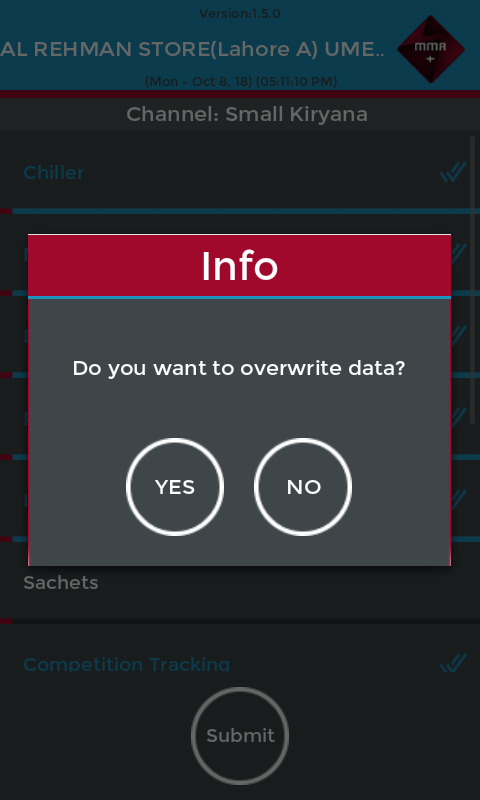 Version:1.5.0
AL REHMAN STORE(Lahore A) UME..
MMA
+
(Mon - Oct 8, 18) (05:11:10 PM)
Channel: Small Kiryana
Chiller
Info
Do you want to overwrite data?
YES
NO
Sachets
Competition Tracking
Submit